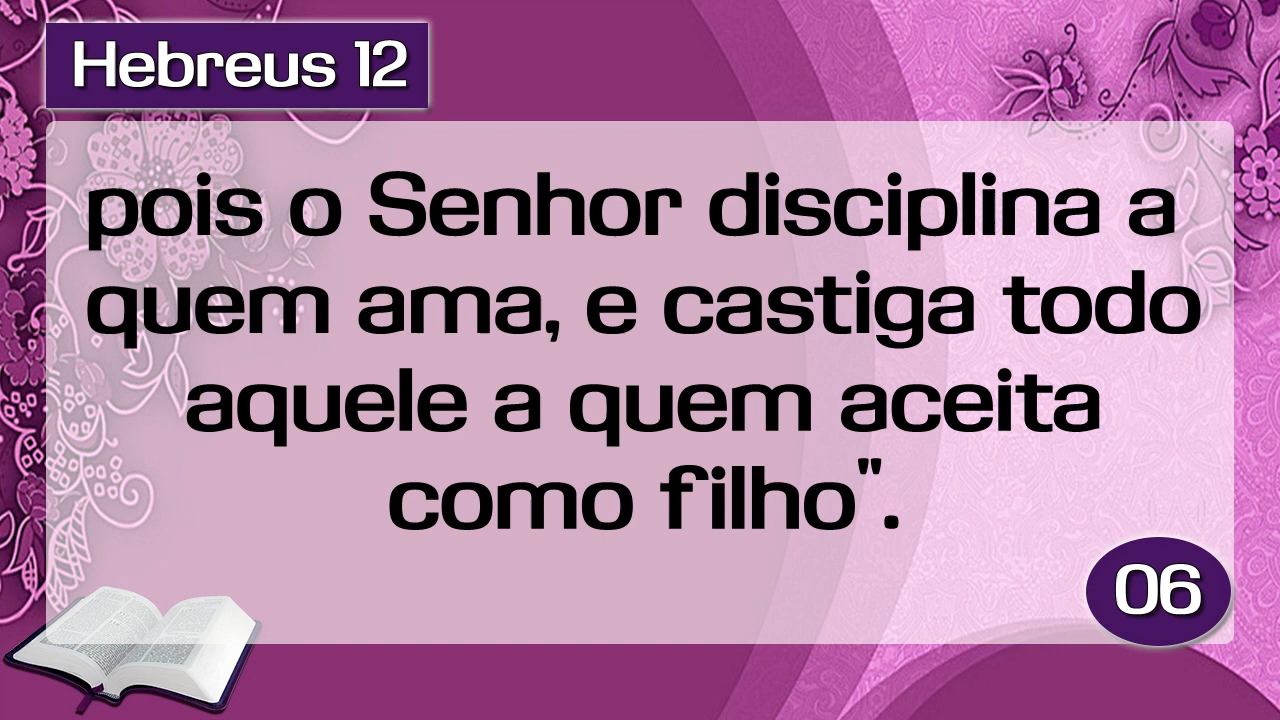 Hebreus 12
pois o Senhor disciplina a
quem ama, e castiga todo
aquele a quem aceita
como filho".
06